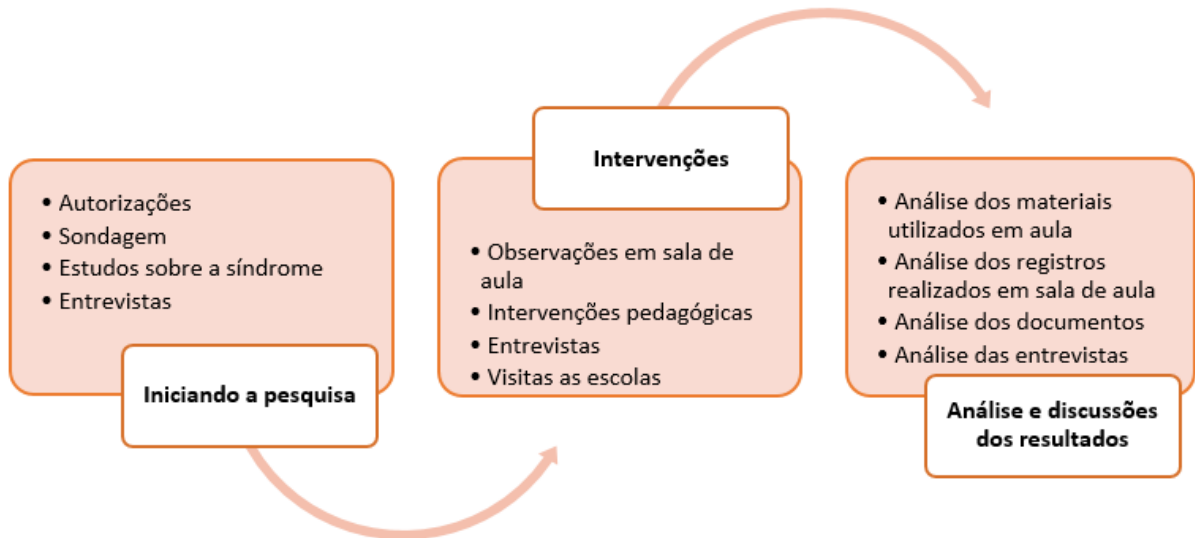 • Autorizações
• Sondagem
• Estudos sobre a síndrome
• Entrevistas
Iniciando a pesquisa
Intervenções
• Observações em sala de
aula
• Intervenções pedagógicas
• Entrevistas
• Visitas as escolas
• Análise dos materiais
utilizados em aula
• Análise dos registros
realizados em sala de aula
• Análise dos documentos
• Análise das entrevistas
Análise e discussões
dos resultados